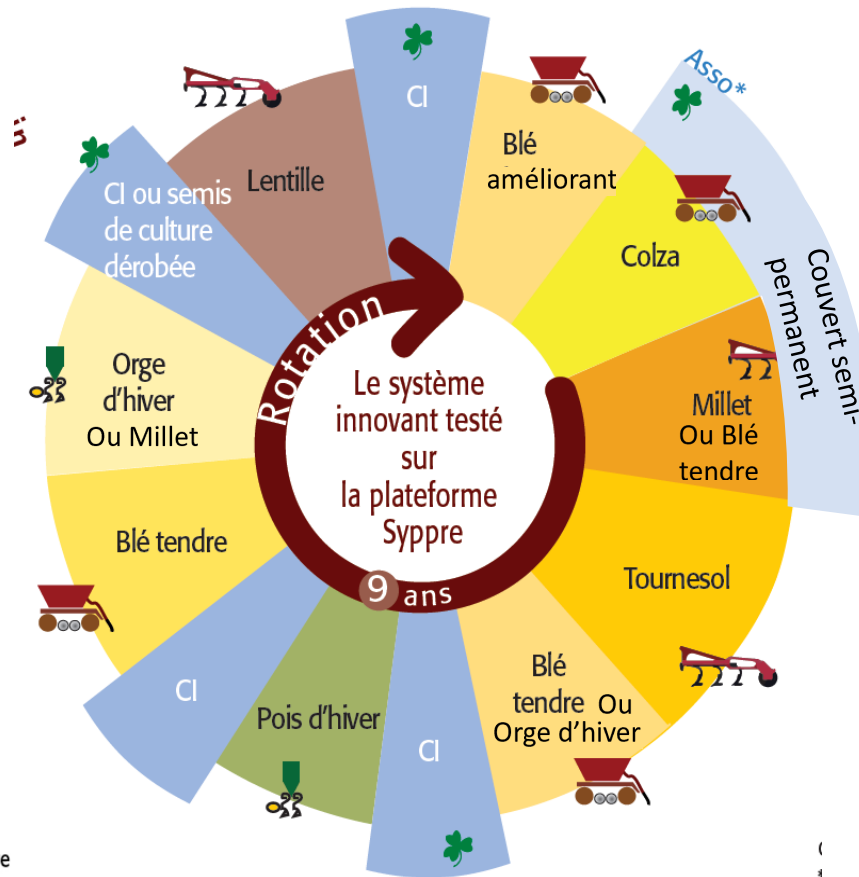 CI
Asso*
Blé
améliorant
Lentille
CI ou semis
de culture
dérobée
Colza
Couvert semi-
permanent
Rotation
Orge
d'hiver
Ou Millet
Le système
innovant testé
sur
la plateforme
Syppre
Millet
Ou Blé
tendre
Blé tendre
Tournesol
9 ans
CI
Pois d'hiver
CI
Blé
tendre Ou
Orge d'hiver
e